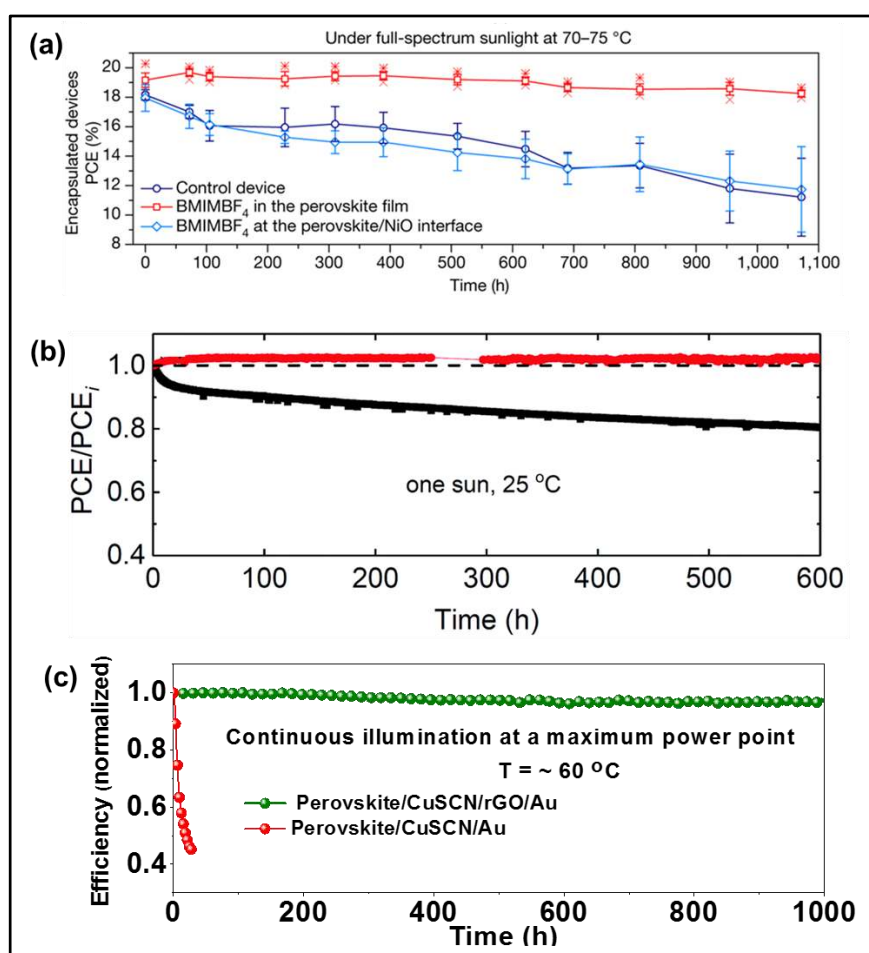 (a)
Under full-spectrum sunlight at 70–75 °C
Encapsulated devices
PCE (%)
20
18
16
14
12
10
8
Control device
BMIMBF₄ in the perovskite film
BMIMBF₄ at the perovskite/NiO interface
0 100 200 300 400 500 600 700 800 900 1,000 1,100
Time (h)
(b)
PCE/PCEᵢ
1.0
0.8
0.6
0.4
one sun, 25 °C
0 100 200 300 400 500 600
Time (h)
(c)
Efficiency (normalized)
1.0
0.8
0.6
0.4
Continuous illumination at a maximum power point
T = ~ 60 °C
Perovskite/CuSCN/rGO/Au
Perovskite/CuSCN/Au
0 200 400 600 800 1000
Time (h)